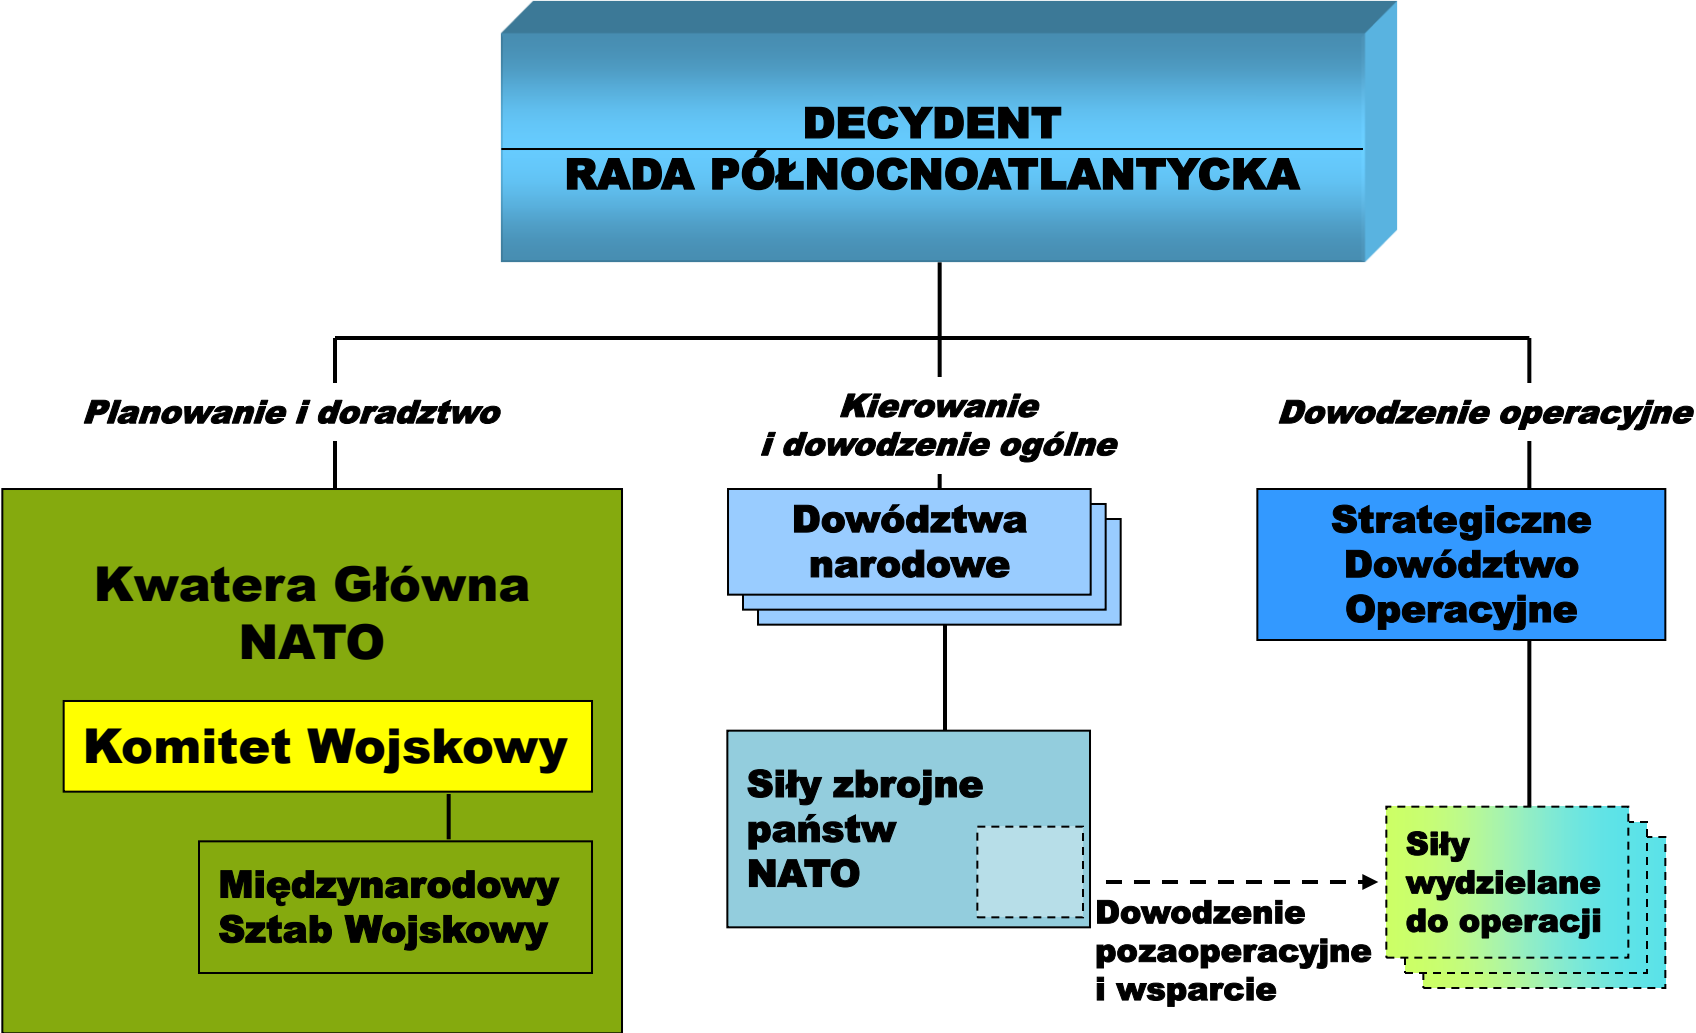 DECYDENT
RADA PÓŁNOCNOATLANTYCKA
Planowanie i doradztwo
Kierowanie
i dowodzenie ogólne
Dowodzenie operacyjne
Kwatera Główna
NATO
Komitet Wojskowy
Międzynarodowy
Sztab Wojskowy
Dowództwa
narodowe
Siły zbrojne
państw
NATO
Strategiczne
Dowództwo
Operacyjne
Dowodzenie
pozaoperacyjne
i wsparcie
Siły
wydzielane
do operacji